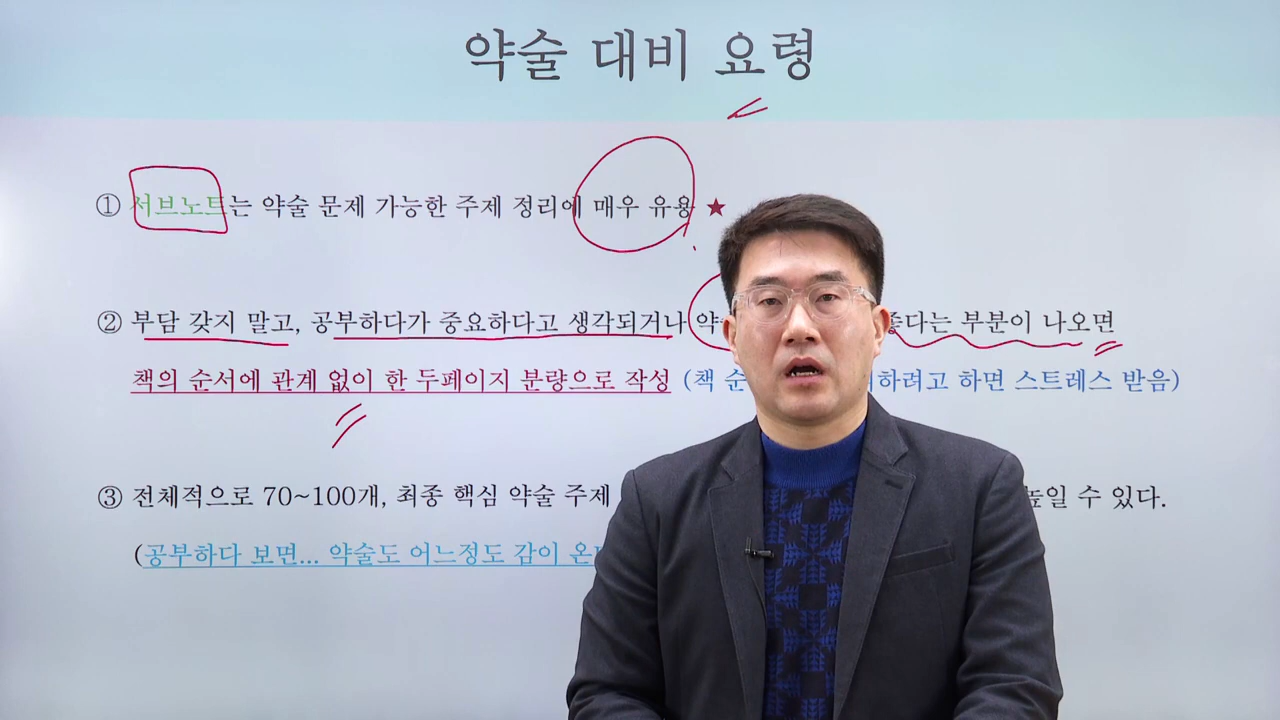 약술 대비 요령
① 서브노트는 약술 문제 가능한 주제 정리에 매우 유용 ★
② 부담 갖지 말고, 공부하다가 중요하다고 생각되거나 좋다는 부분이 나오면
책의 순서에 관계 없이 한 두페이지 분량으로 작성 (책 하려고 하면 스트레스 받음)
③ 전체적으로 70~100개, 최종 핵심 약술 주제 높일 수 있다.
(공부하다 보면... 약술도 어느정도 감이